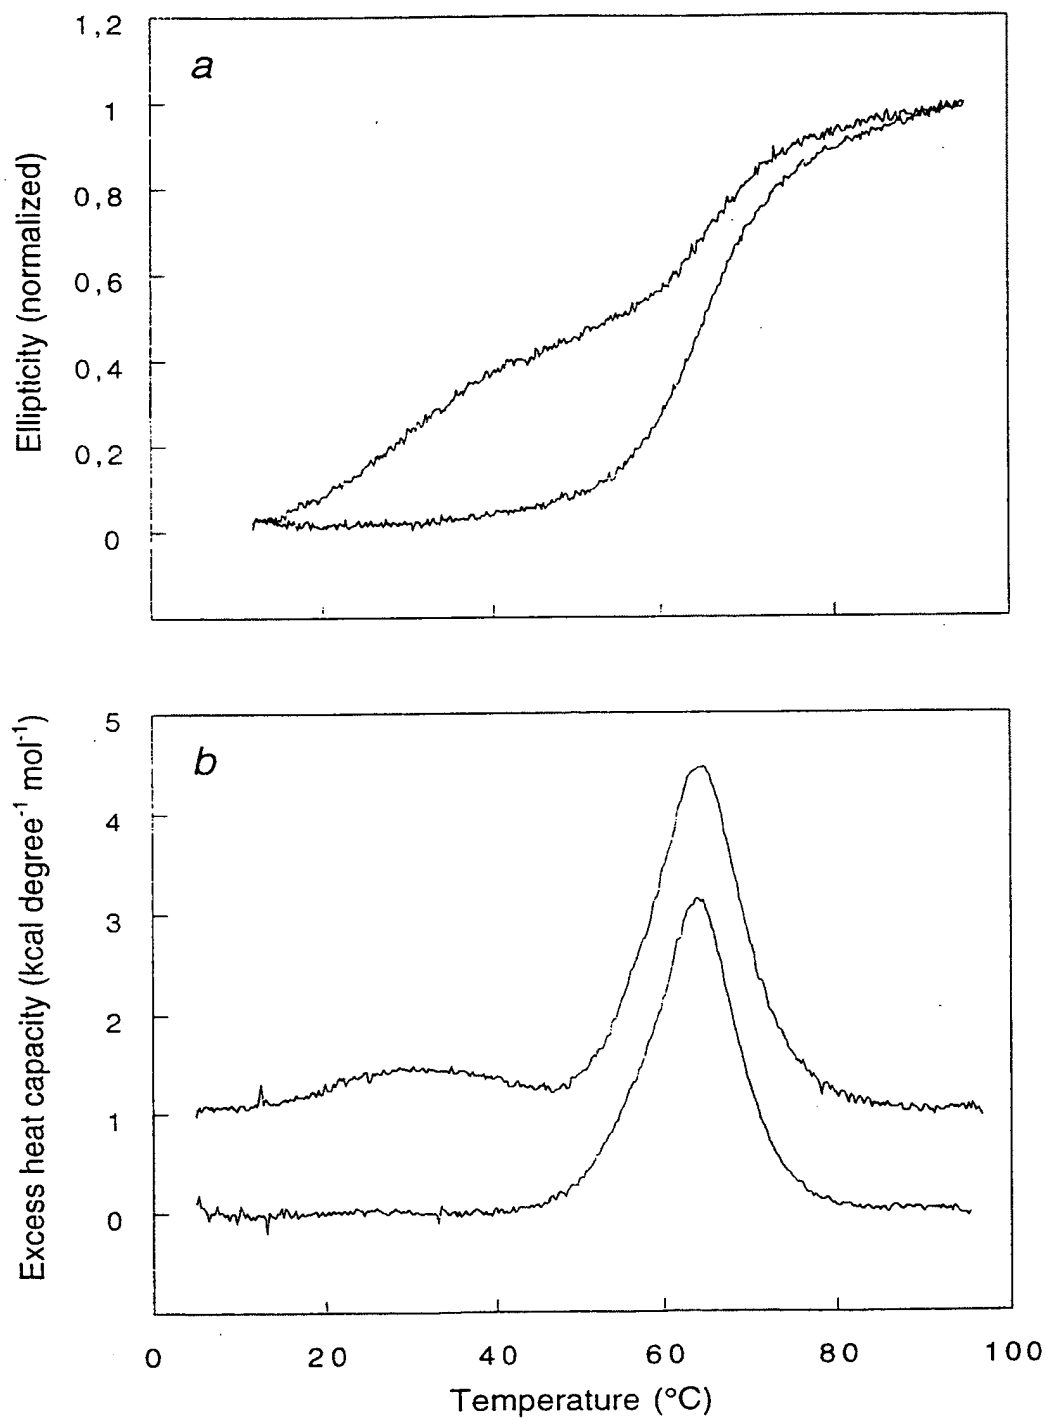 a
1,2
1
0,8
0,6
0,4
0,2
0
Ellipticity (normalized)
b
5
4
3
2
1
0
Excess heat capacity (kcal degree⁻¹ mol⁻¹)
0 20 40 60 80 100
Temperature (°C)